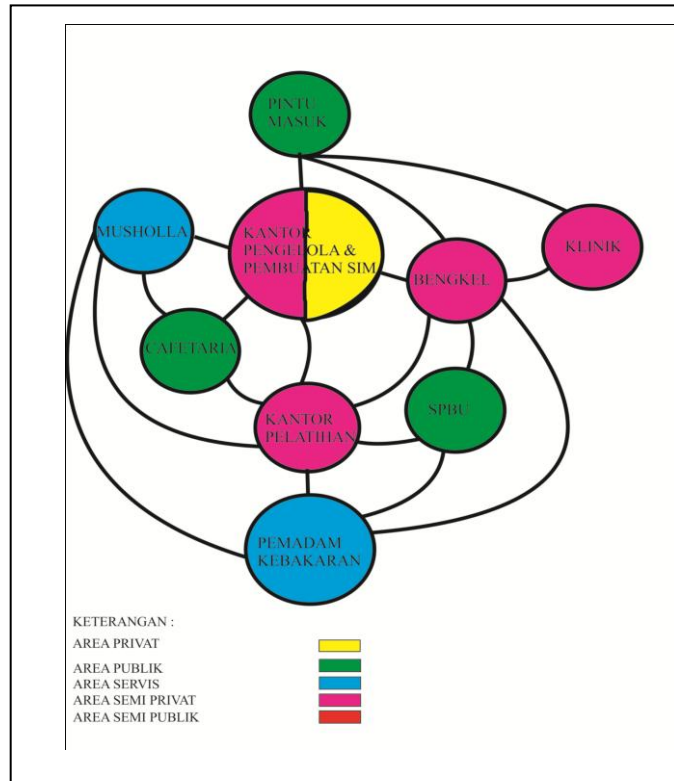 PINTU
MASUK
MUSHOLLA
KANTOR
PENGELOLA &
PEMBUATAN SIM
KLINIK
BENGKEL
CAFETARIA
SPBU
KANTOR
PELATIHAN
PEMADAM
KEBAKARAN
KETERANGAN :
AREA PRIVAT
AREA PUBLIK
AREA SERVIS
AREA SEMI PRIVAT
AREA SEMI PUBLIK